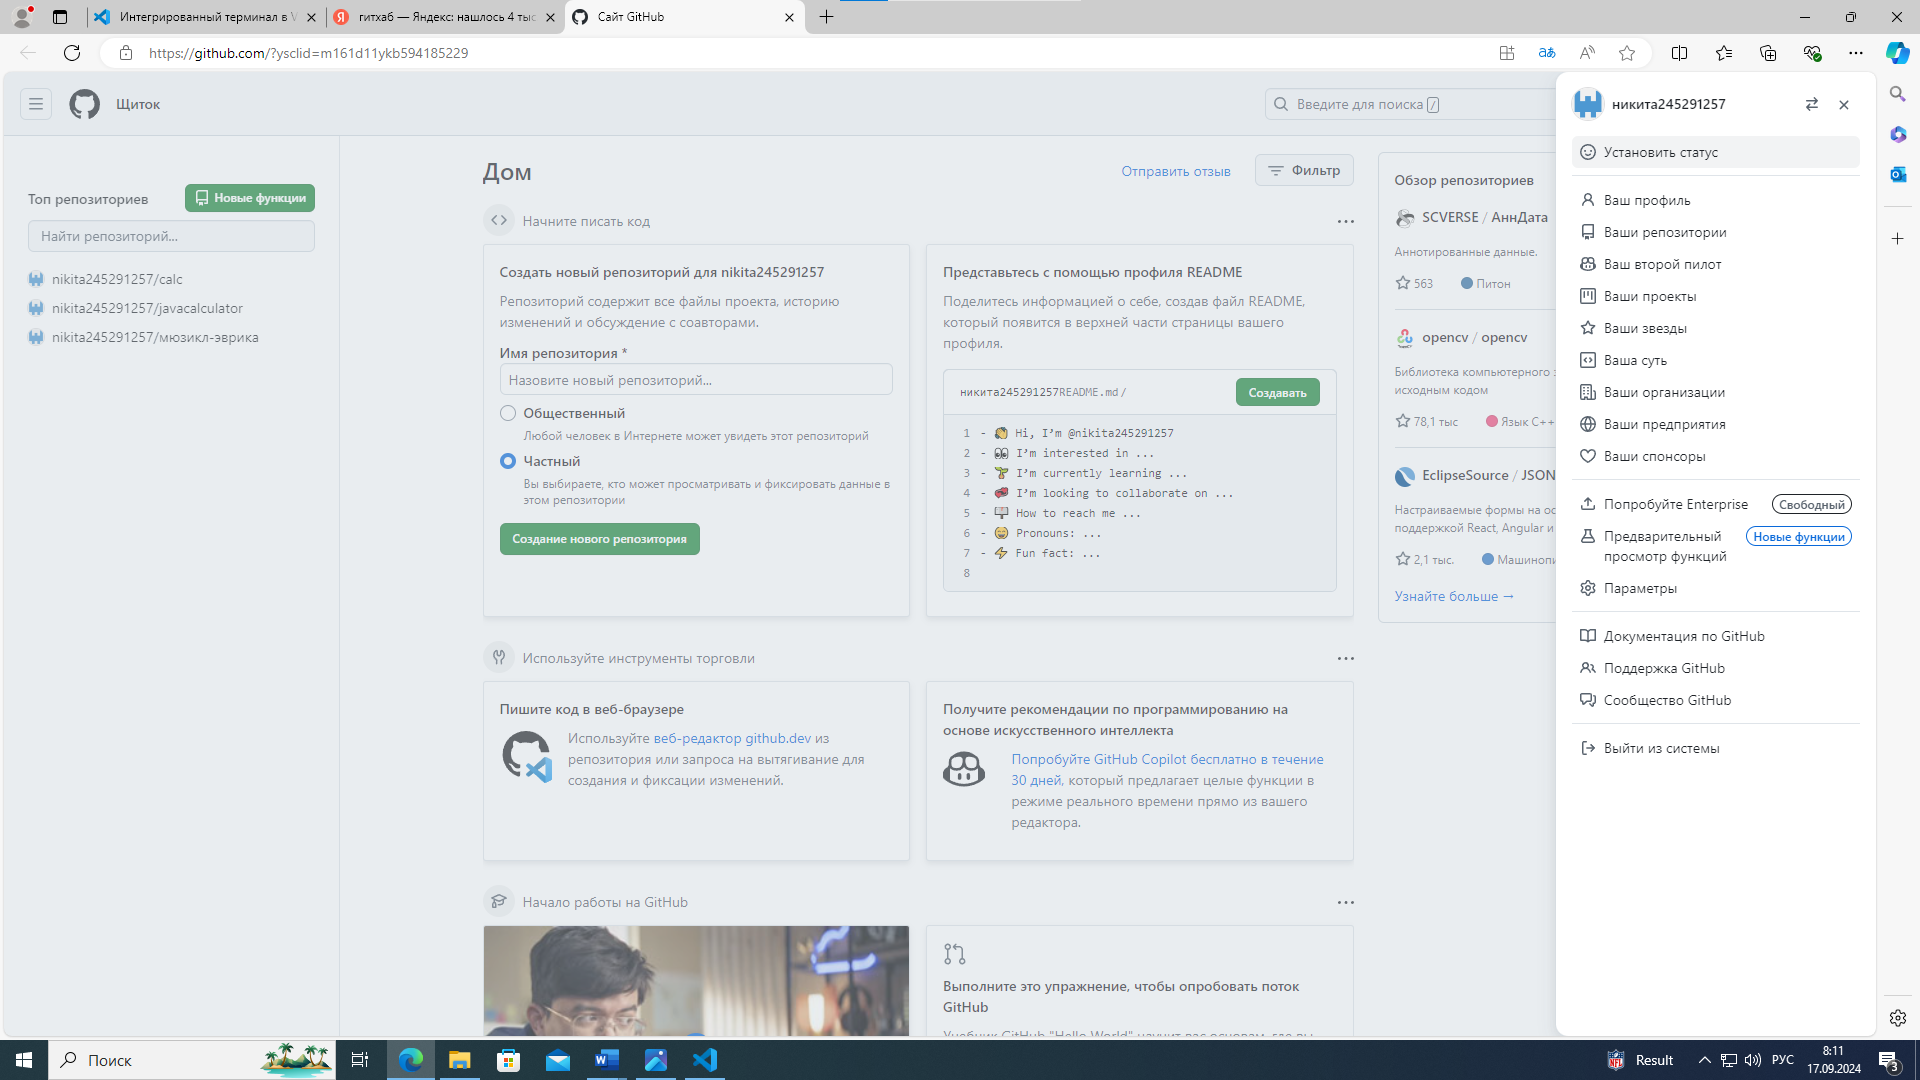 Интегрированный терминал в V
гитхаб — Яндекс: нашлось 4 тыс
Сайт GitHub
https://github.com/?ysclid=m161d11ykb594185229
Щиток
Введите для поиска /
Топ репозиториев
Новые функции
Найти репозиторий...
nikita245291257/calc
nikita245291257/javacalculator
nikita245291257/мюзикл-эврика
Дом
Отправить отзыв
Фильтр
Начните писать код
Создать новый репозиторий для nikita245291257
Репозиторий содержит все файлы проекта, историю
изменений и обсуждение с соавторами.
Имя репозитория *
Назовите новый репозиторий...
Общественный
Любой человек в Интернете может увидеть этот репозиторий
Частный
Вы выбираете, кто может просматривать и фиксировать данные в
этом репозитории
Создание нового репозитория
Представьтесь с помощью профиля README
Поделитесь информацией о себе, создав файл README,
который появится в верхней части страницы вашего
профиля.
никита245291257README.md /
Создавать
1 - 👋 Hi, I'm @nikita245291257
2 - 👀 I'm interested in ...
3 - 🌱 I'm currently learning ...
4 - 💞️ I'm looking to collaborate on ...
5 - 📫 How to reach me ...
6 - 😄 Pronouns: ...
7 - ⚡ Fun fact: ...
8
Используйте инструменты торговли
Пишите код в веб-браузере
Используйте веб-редактор github.dev из
репозитория или запроса на вытягивание для
создания и фиксации изменений.
Получите рекомендации по программированию на
основе искусственного интеллекта
Попробуйте GitHub Copilot бесплатно в течение
30 дней, который предлагает целые функции в
режиме реального времени прямо из вашего
редактора.
Начало работы на GitHub
Выполните это упражнение, чтобы опробовать поток
GitHub
Учебник GitHub "Hello World" научит вас основам, где вы
Обзор репозиториев
SCVERSE / АннДата
Аннотированные данные.
563 Питон
opencv / opencv
Библиотека компьютерного
исходным кодом
78,1 тыс Язык C++
EclipseSource / JSON
Настраиваемые формы на ос
поддержкой React, Angular и
2,1 тыс. Машинопи
Узнайте больше →
никита245291257
Установить статус
Ваш профиль
Ваши репозитории
Ваш второй пилот
Ваши проекты
Ваши звезды
Ваша суть
Ваши организации
Ваши предприятия
Ваши спонсоры
Попробуйте Enterprise
Свободный
Предварительный
просмотр функций
Новые функции
Параметры
Документация по GitHub
Поддержка GitHub
Сообщество GitHub
Выйти из системы
Поиск
Result
РУС
8:11
17.09.2024
3